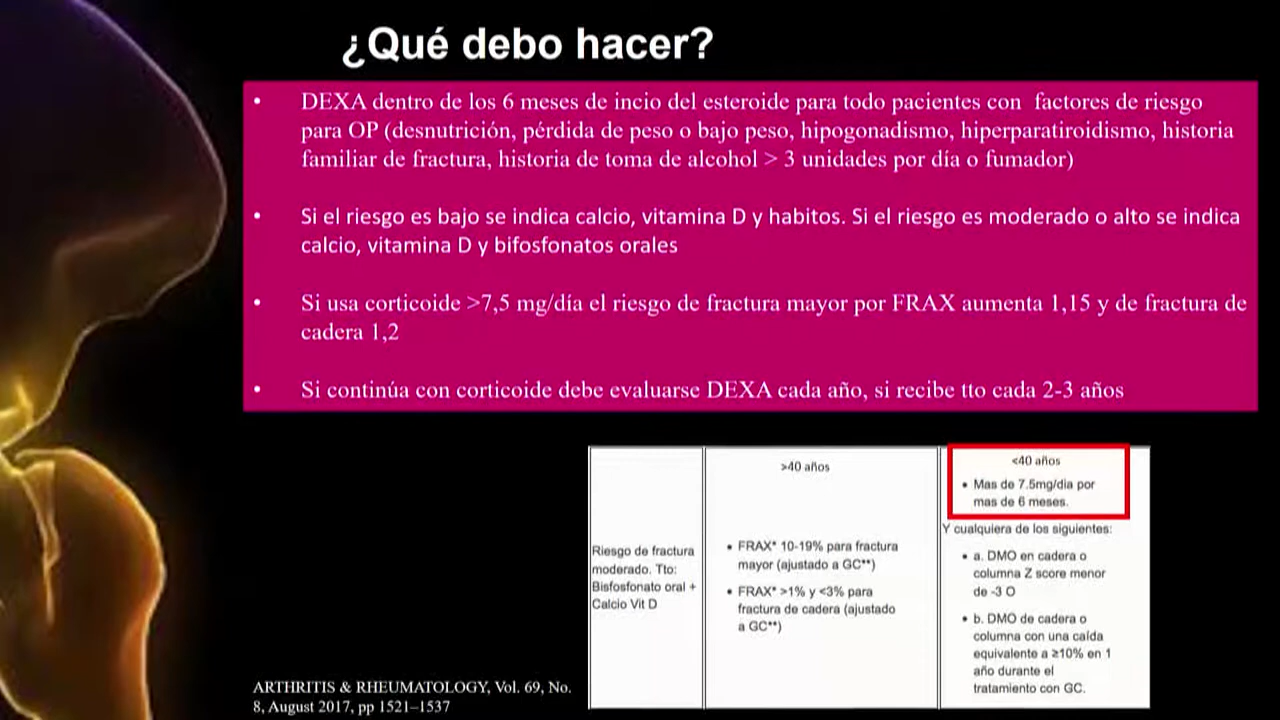 ¿Qué debo hacer?
• DEXA dentro de los 6 meses de incio del esteroide para todo pacientes con factores de riesgo
para OP (desnutrición, pérdida de peso o bajo peso, hipogonadismo, hiperparatiroidismo, historia
familiar de fractura, historia de toma de alcohol > 3 unidades por día o fumador)
• Si el riesgo es bajo se indica calcio, vitamina D y habitos. Si el riesgo es moderado o alto se indica
calcio, vitamina D y bifosfonatos orales
• Si usa corticoide >7,5 mg/día el riesgo de fractura mayor por FRAX aumenta 1,15 y de fractura de
cadera 1,2
• Si continúa con corticoide debe evaluarse DEXA cada año, si recibe tto cada 2-3 años
Riesgo de fractura
moderado. Tto:
Bisfosfonato oral +
Calcio Vit D
>40 años
• FRAX* 10-19% para fractura
mayor (ajustado a GC**)
• FRAX* >1% y <3% para
fractura de cadera (ajustado
a GC**)
<40 años
• Mas de 7.5mg/dia por
mas de 6 meses.
Y cualquiera de los siguientes:
• a. DMO en cadera o
columna Z score menor
de -3 O
• b. DMO de cadera o
columna con una caída
equivalente a ≥10% en 1
año durante el
tratamiento con GC.
ARTHRITIS & RHEUMATOLOGY, Vol. 69, No.
8, August 2017, pp 1521–1537